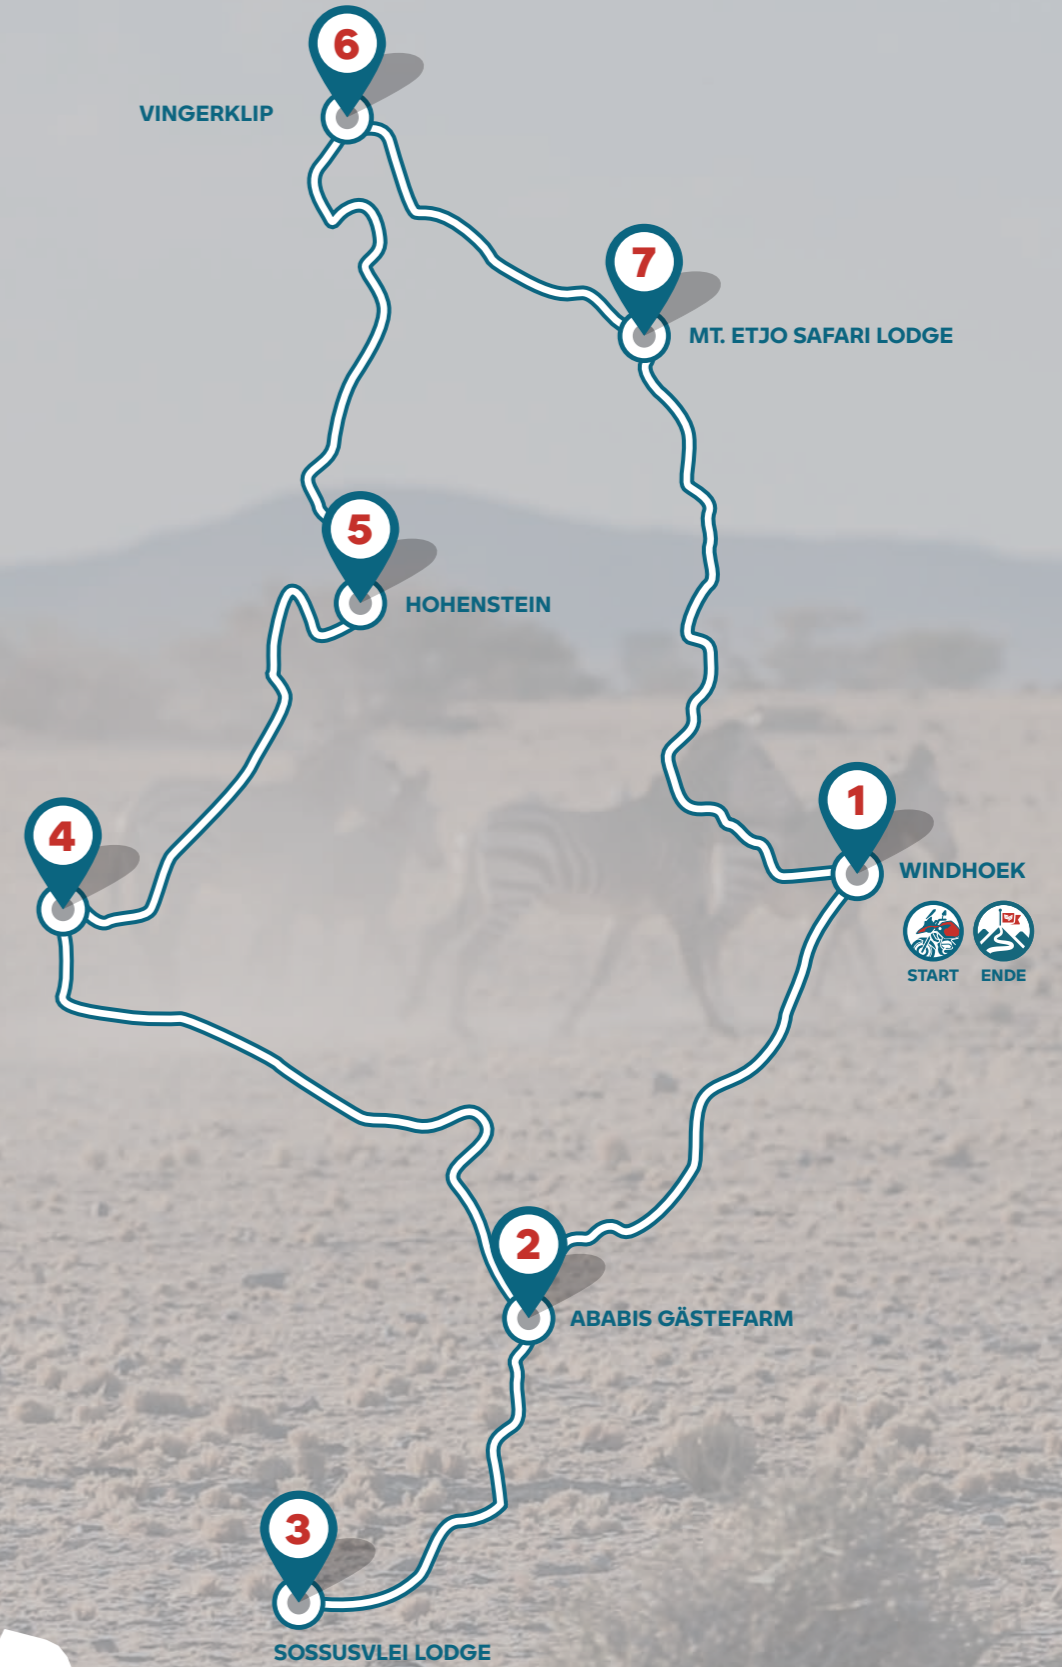 6
VINGERKLIP
7
MT. ETJO SAFARI LODGE
5
HOHENSTEIN
4
1
WINDHOEK
START
ENDE
2
ABABIS GÄSTEFARM
3
SOSSUSVLEI LODGE